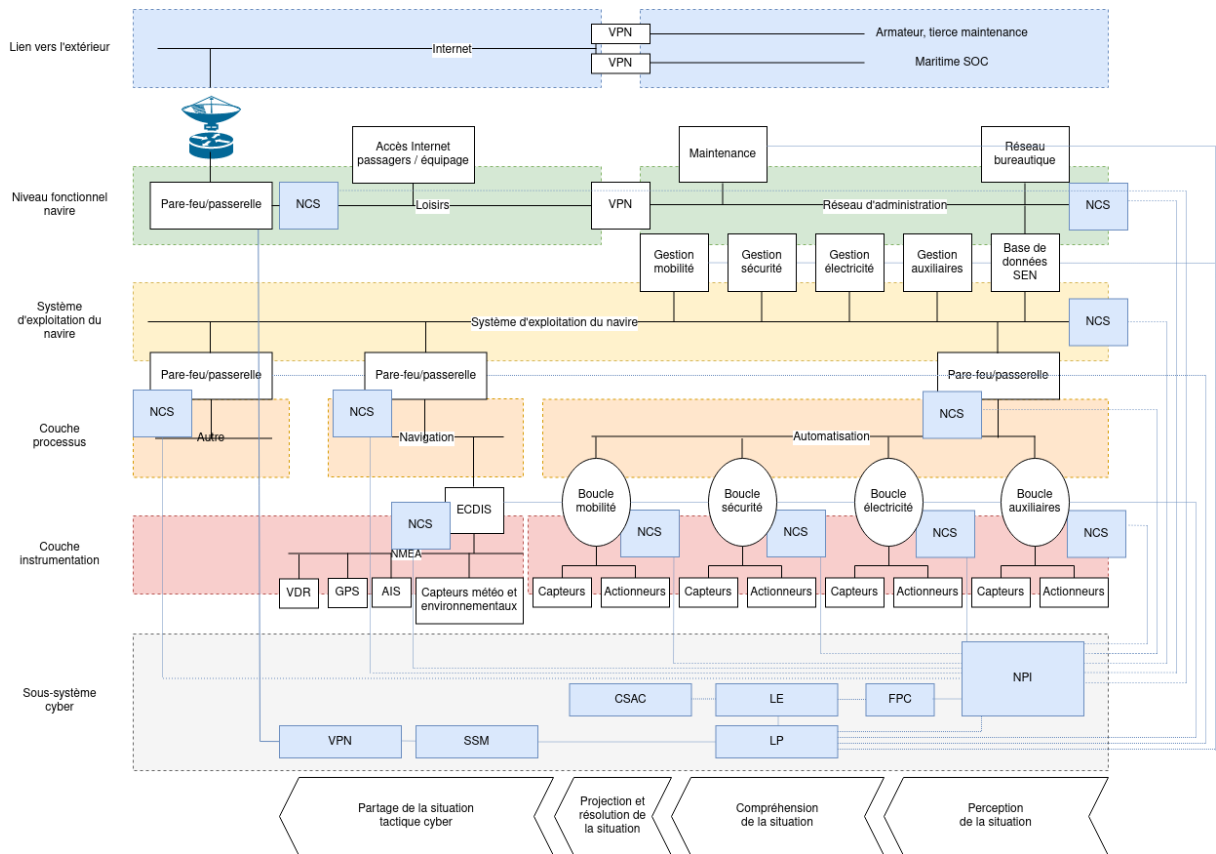 Lien vers l'extérieur
Internet
VPN
Armateur, tierce maintenance
VPN
Maritime SOC
Niveau fonctionnel
navire
Accès Internet
passagers / équipage
Maintenance
Réseau
bureautique
Pare-feu/passerelle
NCS
Loisirs
VPN
Réseau d'administration
NCS
Gestion
mobilité
Gestion
sécurité
Gestion
électricité
Gestion
auxiliaires
Base de
données
SEN
Système
d'exploitation du
navire
Système d'exploitation du navire
NCS
Pare-feu/passerelle
Pare-feu/passerelle
Pare-feu/passerelle
Couche
processus
NCS
Autre
NCS
Navigation
NCS
Automatisation
ECDIS
Boucle
mobilité
Boucle
sécurité
Boucle
électricité
Boucle
auxiliaires
Couche
instrumentation
NCS
NMEA
NCS
NCS
NCS
NCS
VDR
GPS
AIS
Capteurs météo et
environnementaux
Capteurs
Actionneurs
Capteurs
Actionneurs
Capteurs
Actionneurs
Capteurs
Actionneurs
Sous-système
cyber
NPI
CSAC
LE
FPC
VPN
SSM
LP
Partage de la situation
tactique cyber
Projection et
résolution de
la situation
Compréhension
de la situation
Perception
de la situation